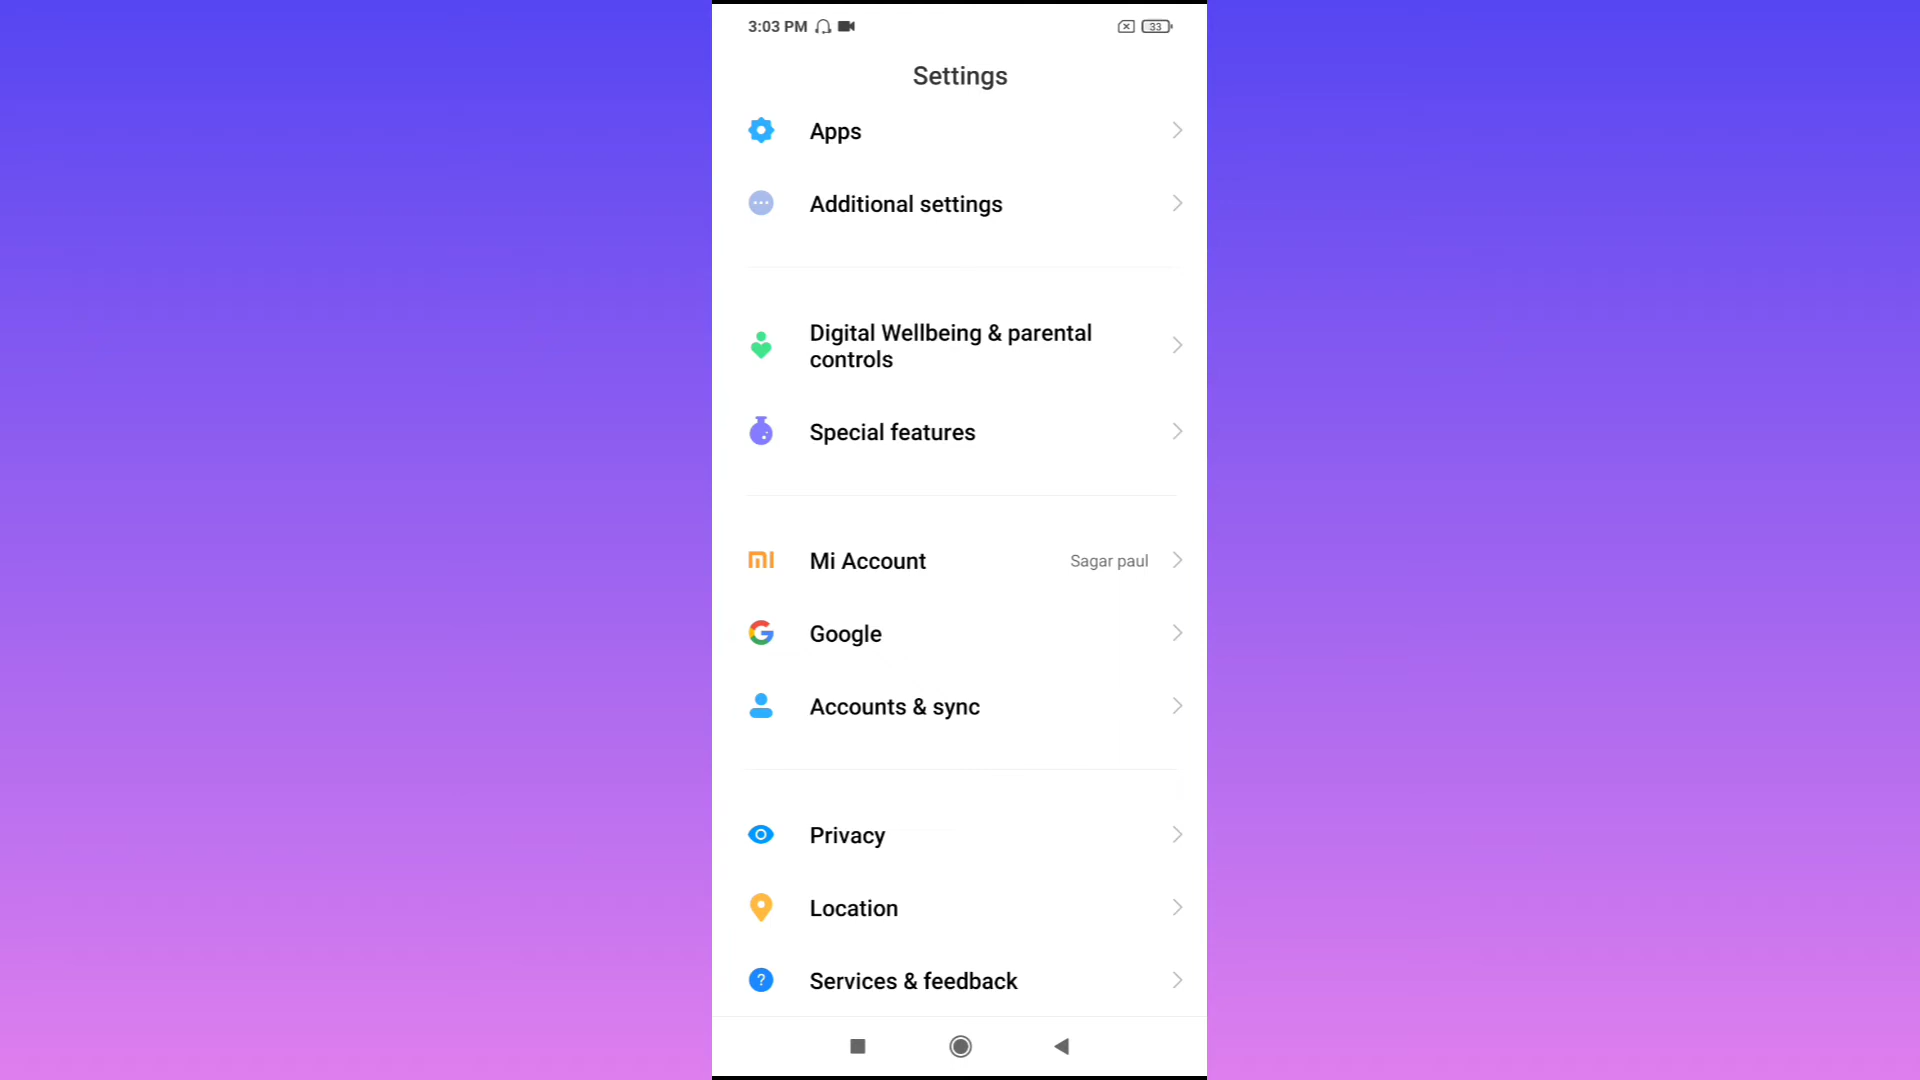 3:03 PM
33
Settings
Apps
Additional settings
Digital Wellbeing & parental
controls
Special features
Mi Account
Sagar paul
Google
Accounts & sync
Privacy
Location
Services & feedback